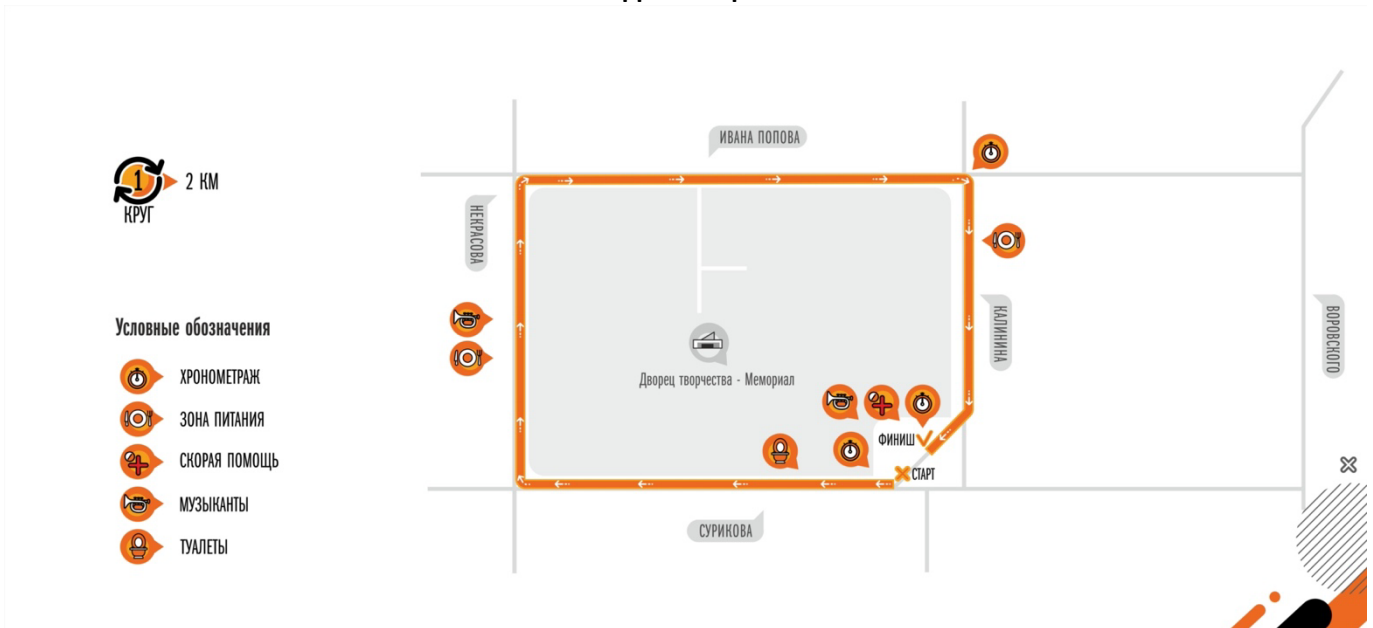 ИВАНА ПОПОВА
1
2 КМ
КРУГ
НЕКРАСОВА
КАЛИНИНА
ВОРОВСКОГО
Условные обозначения
ХРОНОМЕТРАЖ
ЗОНА ПИТАНИЯ
СКОРАЯ ПОМОЩЬ
МУЗЫКАНТЫ
ТУАЛЕТЫ
Дворец творчества - Мемориал
ФИНИШ
СТАРТ
СУРИКОВА